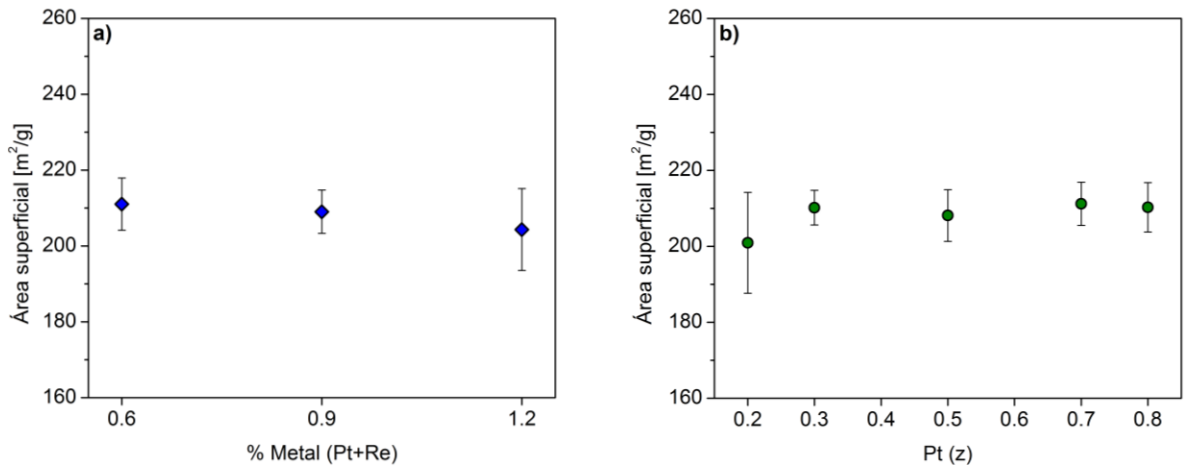 a)
Área superficial [m²/g]
260
240
220
200
180
160
0.6 0.9 1.2
% Metal (Pt+Re)
b)
Área superficial [m²/g]
260
240
220
200
180
160
0.2 0.3 0.4 0.5 0.6 0.7 0.8
Pt (z)